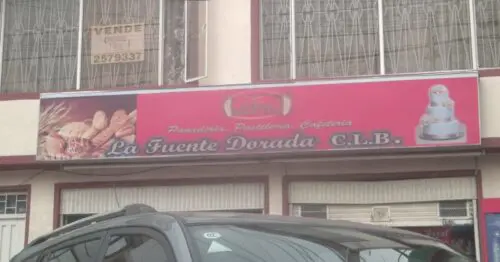 VENDE
2579337
Panadería, Pastelería, Cafetería
La Fuente Dorada C.L.B.